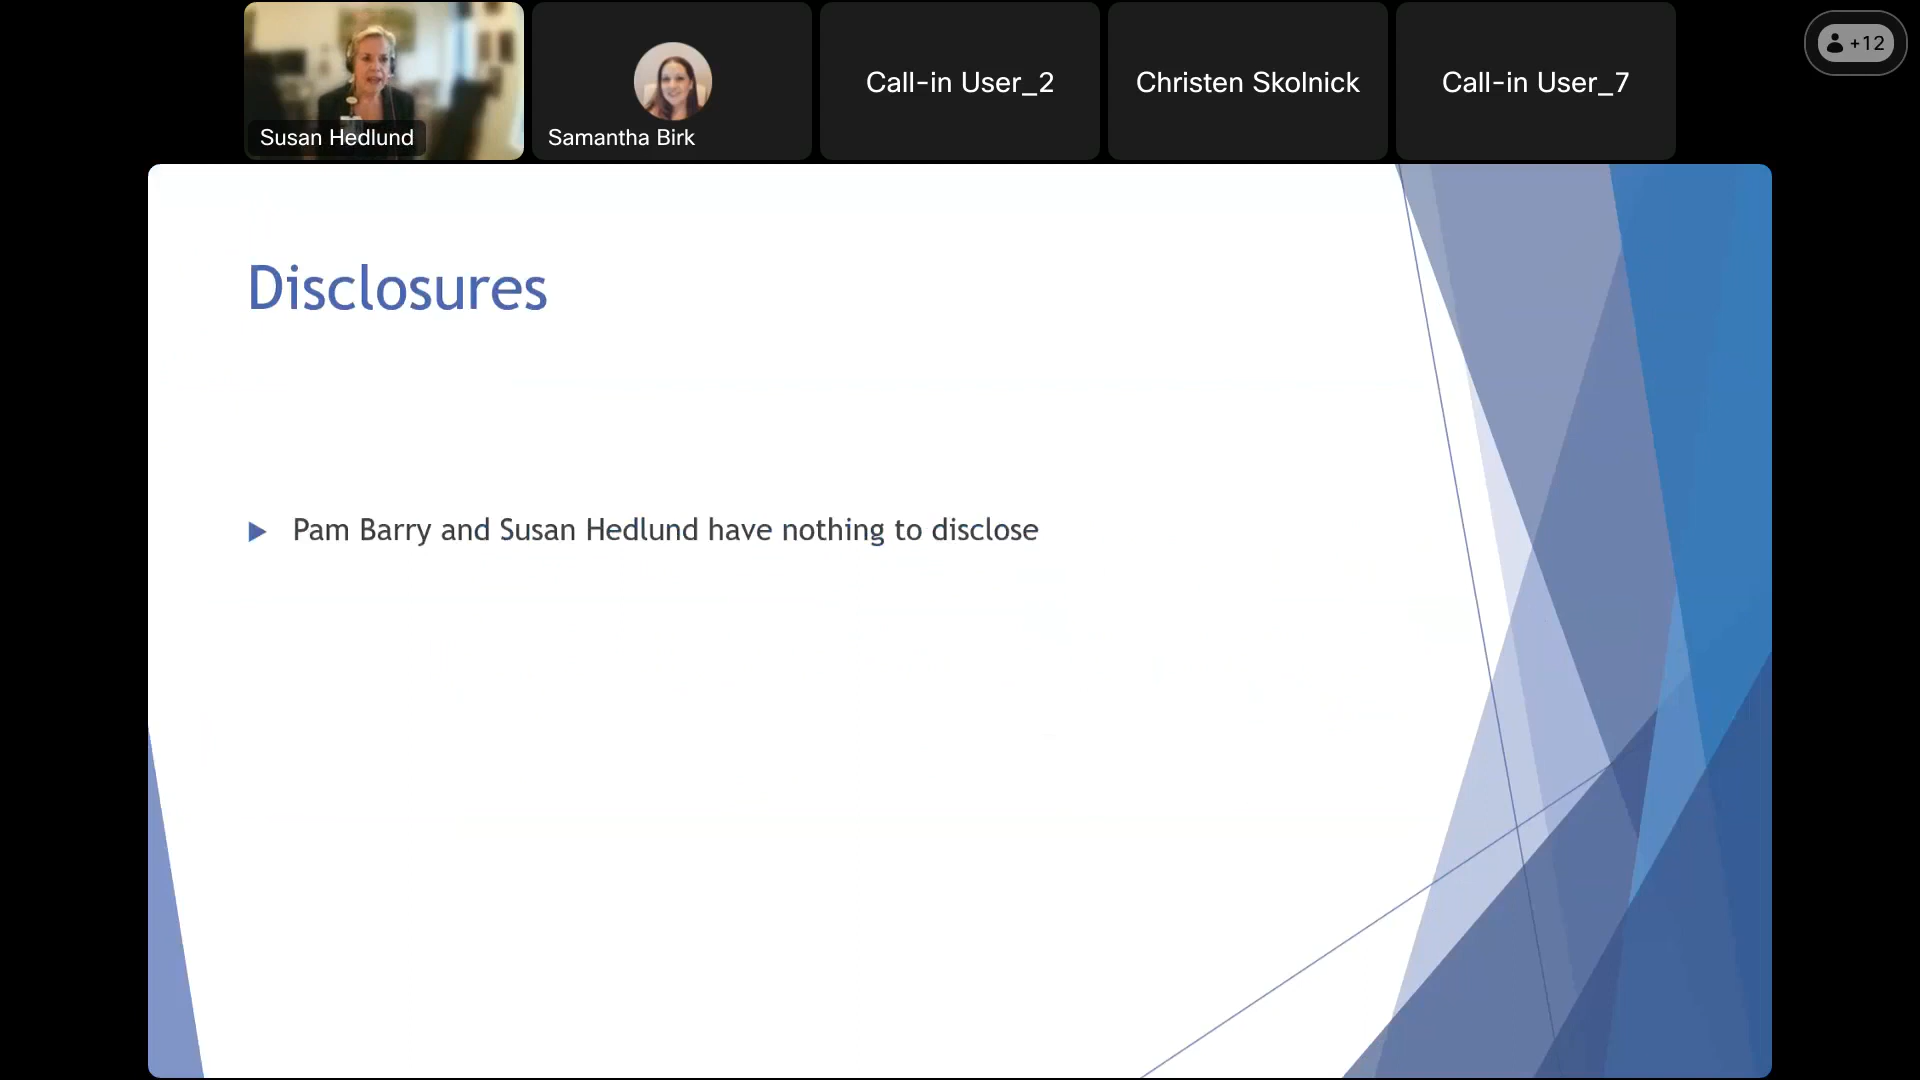 Susan Hedlund
Samantha Birk
Call-in User_2
Christen Skolnick
Call-in User_7
+12
Disclosures
Pam Barry and Susan Hedlund have nothing to disclose